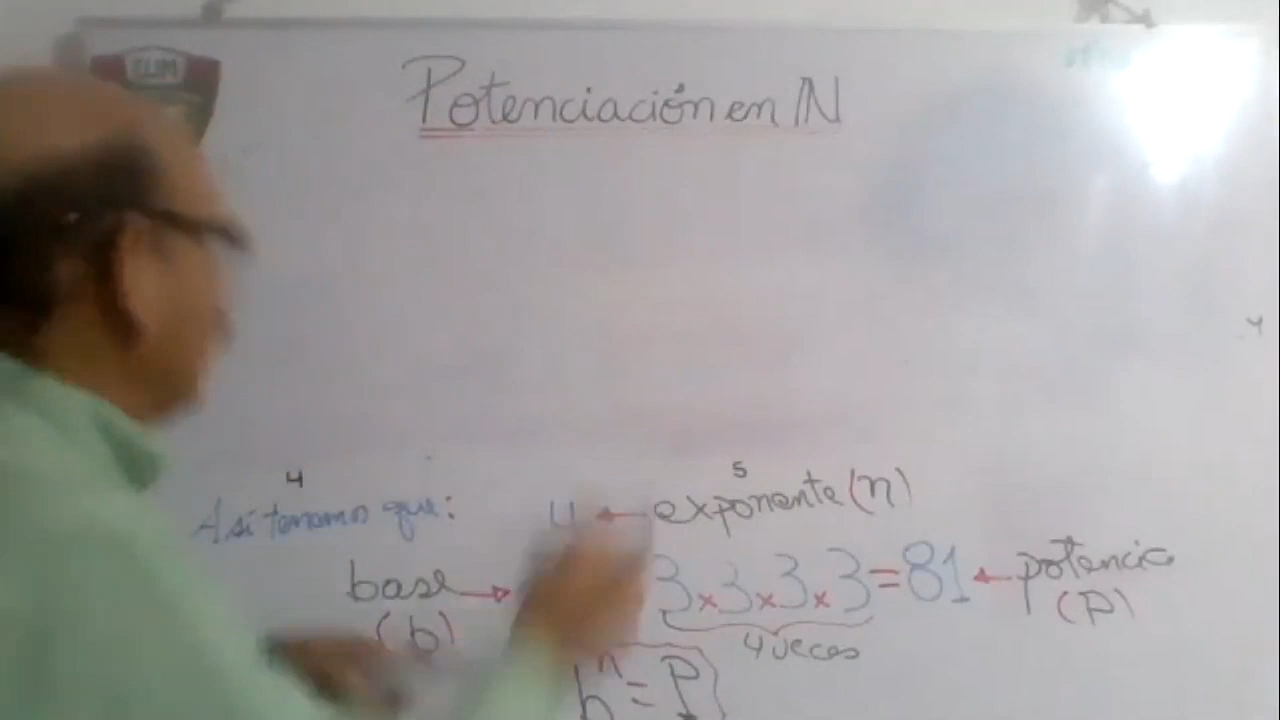 CLIM
Potenciación en ℕ
4
5
Así tenemos que: 4 ← exponente (n)
base → 3 x 3 x 3 x 3 = 81 ← potencia
(b) (P)
4 veces
bⁿ = P